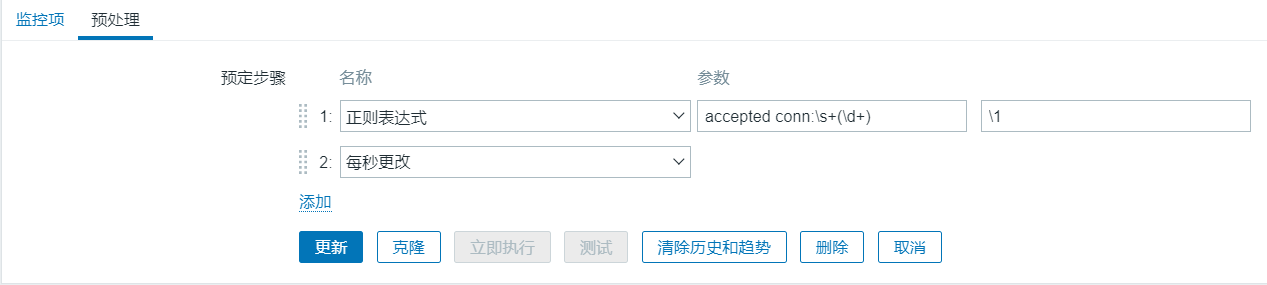 监控项 预处理
预定步骤 名称 参数
1: 正则表达式 accepted conn:\s+(\d+) \1
2: 每秒更改
添加
更新 克隆 立即执行 测试 清除历史和趋势 删除 取消